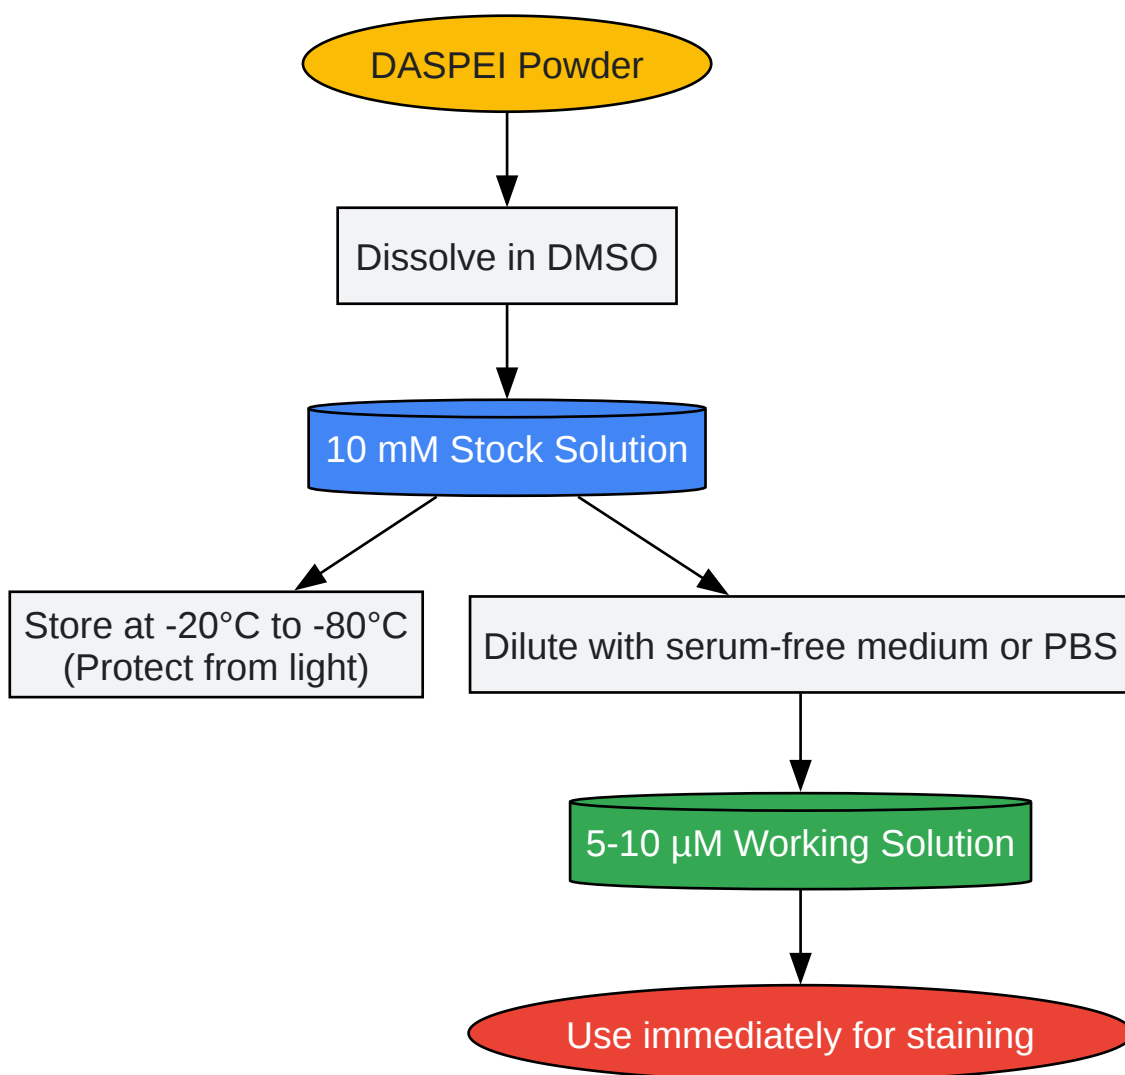 DASPEI Powder
Dissolve in DMSO
10 mM Stock Solution
Store at -20°C to -80°C
(Protect from light)
Dilute with serum-free medium or PBS
5-10 µM Working Solution
Use immediately for staining